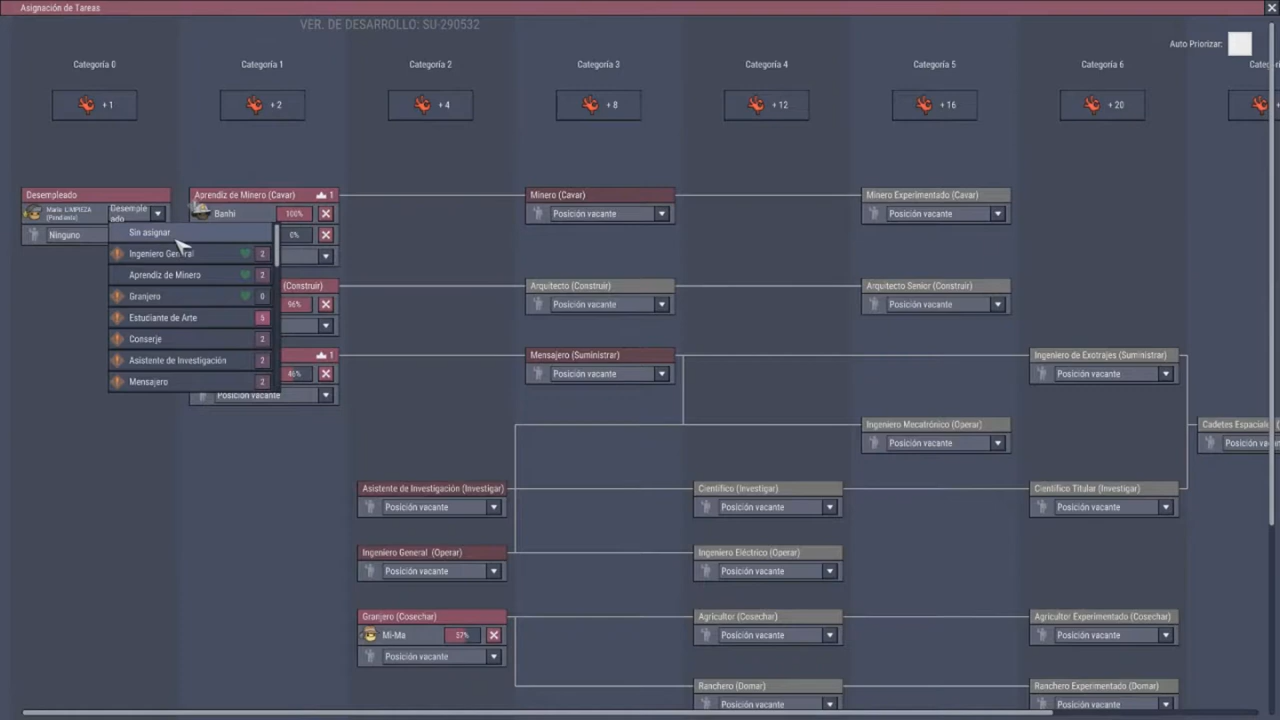 Asignación de Tareas
VER. DE DESARROLLO: SU-290532
Auto Priorizar:
Categoría 0
Categoría 1
Categoría 2
Categoría 3
Categoría 4
Categoría 5
Categoría 6
Categ
+ 1
+ 2
+ 4
+ 8
+ 12
+ 16
+ 20
Desempleado
Aprendiz de Minero (Cavar) 1
Minero (Cavar)
Minero Experimentado (Cavar)
Maria LIMPIEZA
(Pendiente)
Desemple
ado
Banhi 100%
Posición vacante
Posición vacante
Ninguno
0%
Sin asignar
Ingeniero General 2
Aprendiz de Minero 2
Granjero 0
Estudiante de Arte 5
Conserje 2
Asistente de Investigación 2
Mensajero 2
(Construir)
Arquitecto (Construir)
Arquitecto Senior (Construir)
96%
Posición vacante
Posición vacante
1
Mensajero (Suministrar)
Ingeniero de Exotrajes (Suministrar)
46%
Posición vacante
Posición vacante
Posición vacante
Ingeniero Mecatrónico (Operar)
Cadetes Espaciales (
Posición vacante
Posición va
Asistente de Investigación (Investigar)
Científico (Investigar)
Científico Titular (Investigar)
Posición vacante
Posición vacante
Posición vacante
Ingeniero General (Operar)
Ingeniero Eléctrico (Operar)
Posición vacante
Posición vacante
Granjero (Cosechar)
Agricultor (Cosechar)
Agricultor Experimentado (Cosechar)
Mi-Ma 57%
Posición vacante
Posición vacante
Posición vacante
Ranchero (Domar)
Ranchero Experimentado (Domar)
Posición vacante
Posición vacante